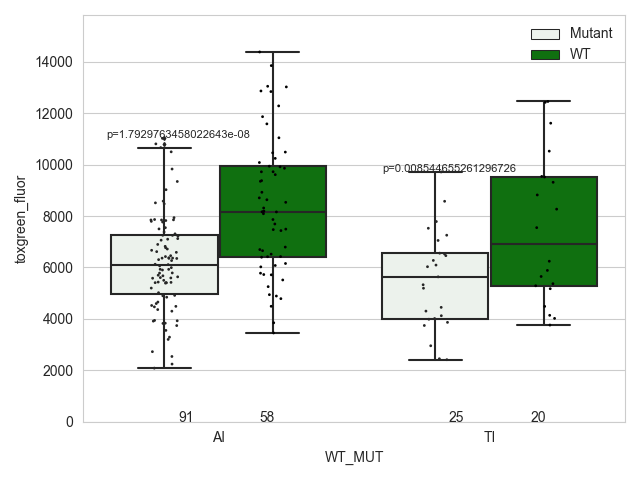 Mutant
WT
14000
12000
10000
8000
6000
4000
2000
0
toxgreen_fluor
p=1.7929763458022643e-08
p=0.008544655261296726
91 58 25 20
AI TI
WT_MUT